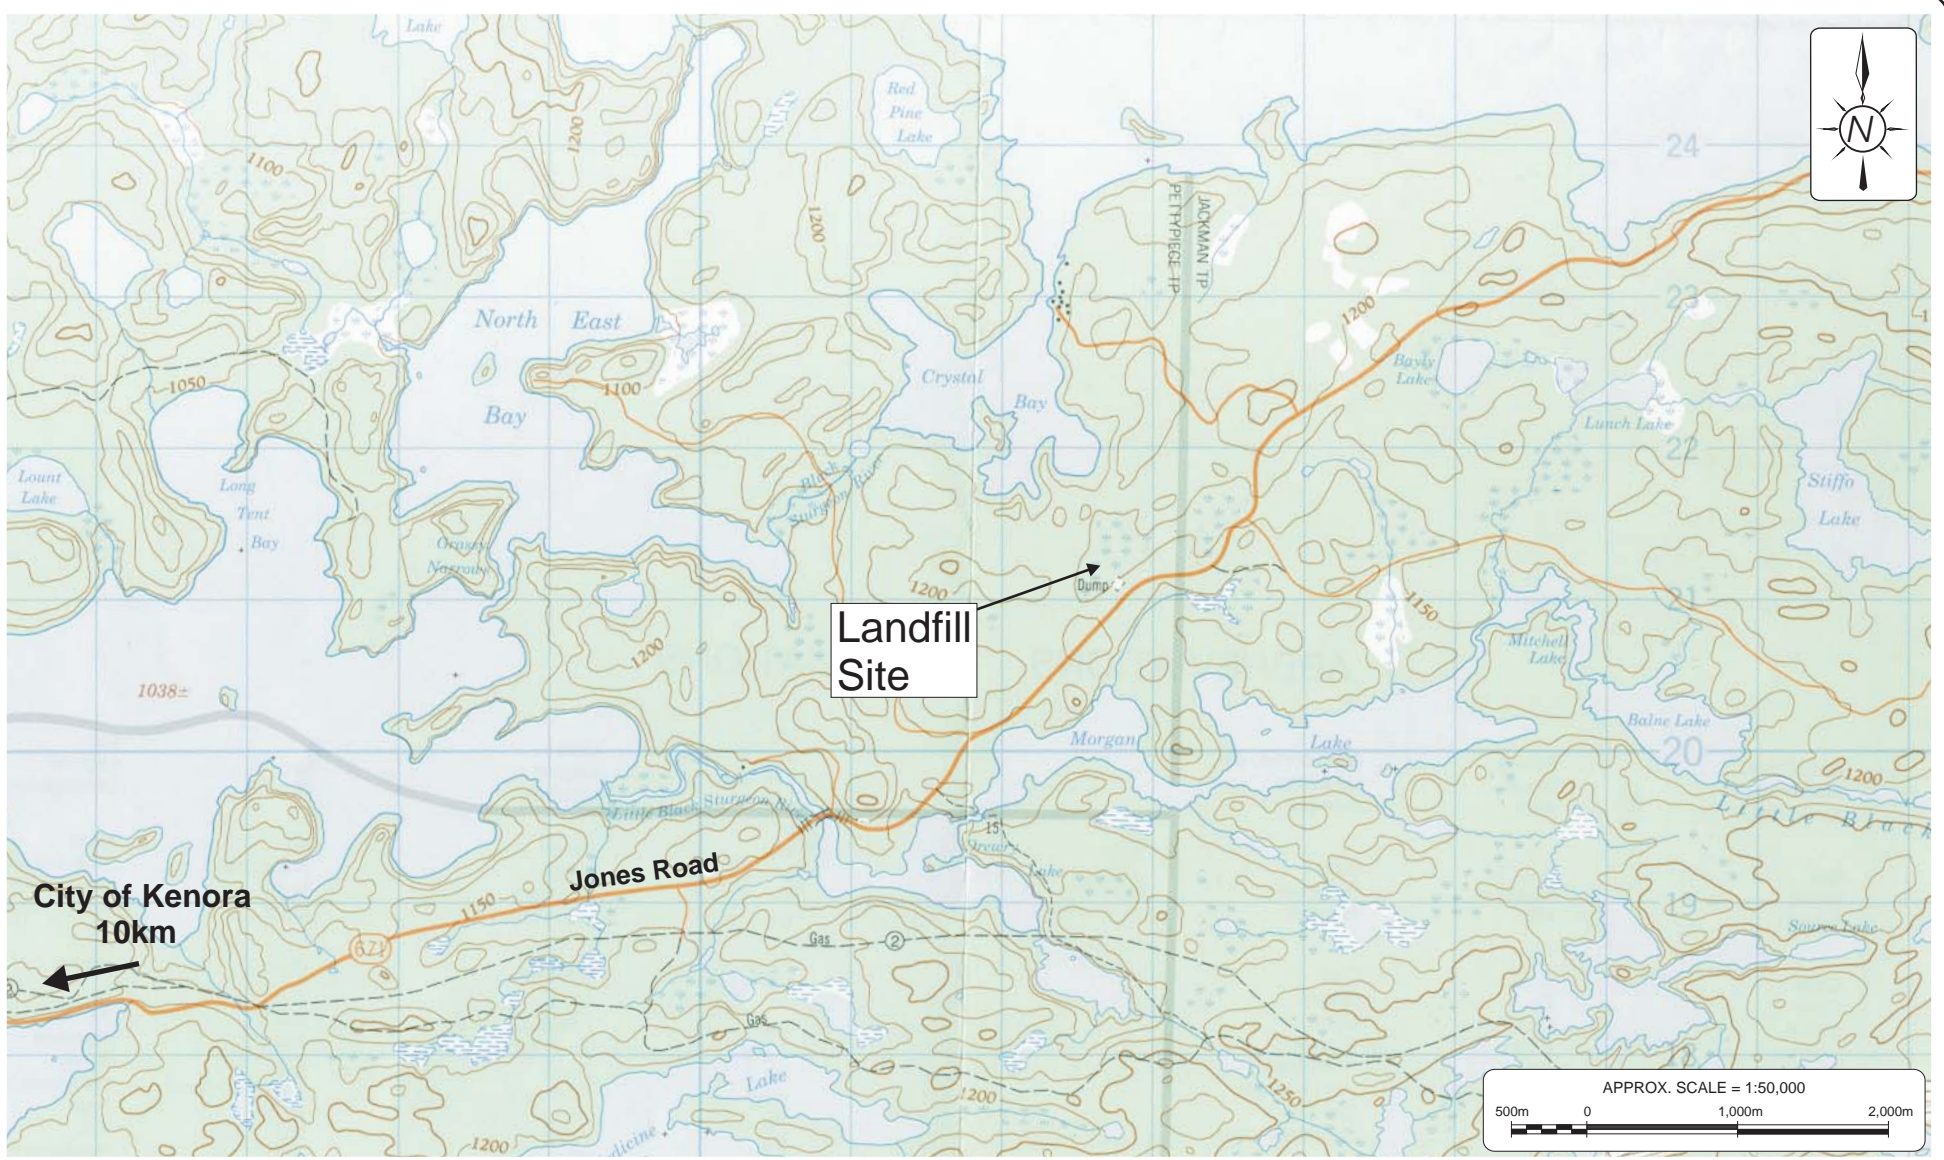 Lake
Red
Pine
Lake
N
24
1200
1100
1200
PETTYPIECE TP
JACKMAN TP
23
1200
North East
Bay
1050
1100
Crystal
Bay
Bayly
Lake
Lunch Lake
22
Lount
Lake
Long
Tent
Bay
Black
Sturgeon River
Stiffo
Lake
Grassy
Narrows
Dump
1200
1150
21
Landfill
Site
1200
Mitchell
Lake
1038±
Morgan
Lake
Balne Lake
20
1200
Little Black Sturgeon River
Little Black
15
Drewry
Lake
Jones Road
City of Kenora
10km
1150
671
Gas
2
19
Source Lake
Gas
Lake
1200
1250
1200
APPROX. SCALE = 1:50,000
500m 0 1,000m 2,000m